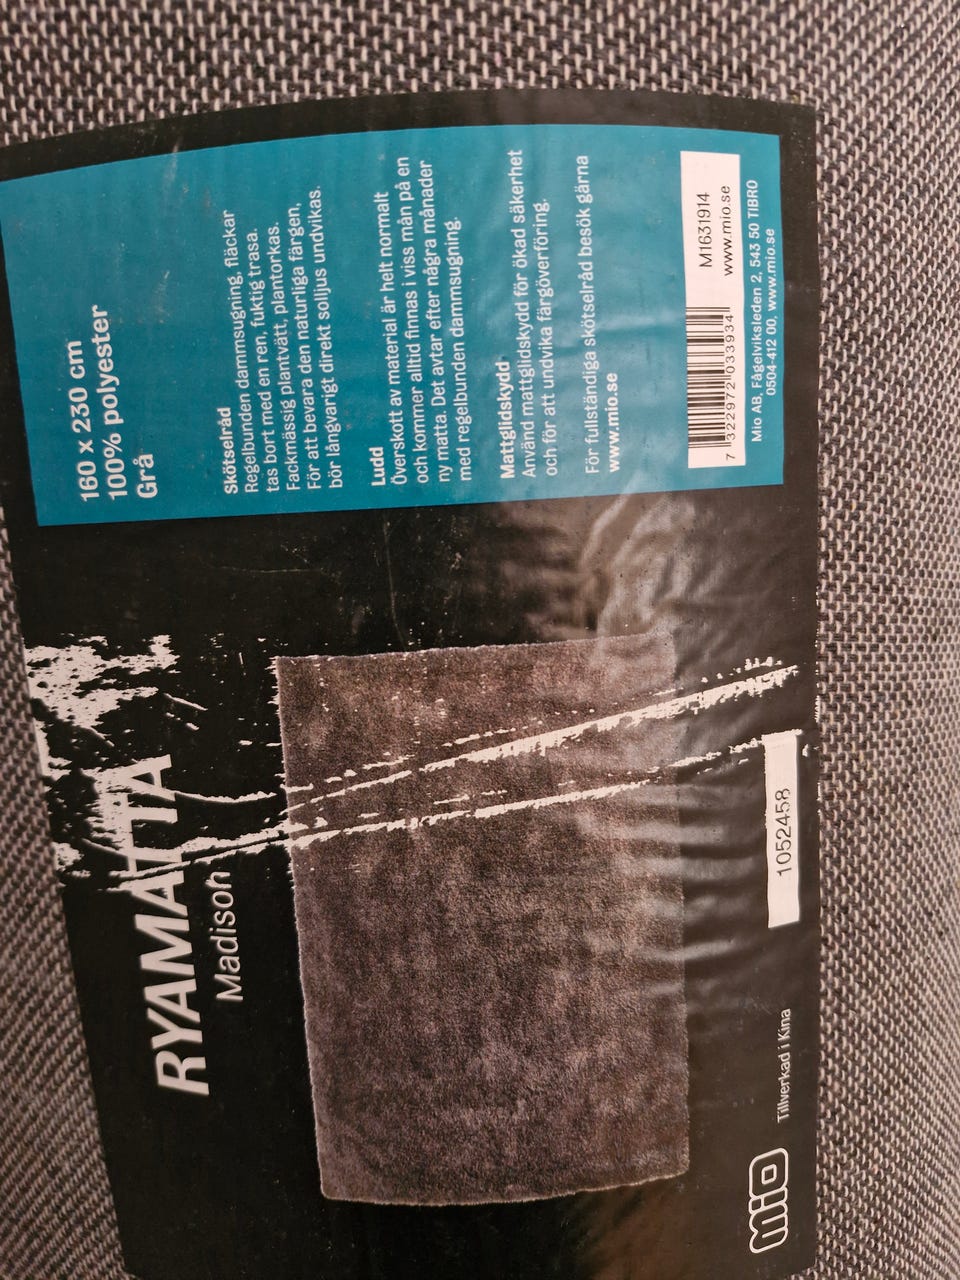 RYAMATTA
Madison
160 x 230 cm
100% polyester
Grå
Skötselråd
Regelbunden dammsugning, fläckar
tas bort med en ren, fuktig trasa.
Fackmässig plantvätt, plantorkas.
För att bevara den naturliga färgen,
bör långvarigt direkt solljus undvikas.
Ludd
Överskott av material är helt normalt
och kommer alltid finnas i viss mån på en
ny matta. Det avtar efter några månader
med regelbunden dammsugning.
Mattglidskydd
Använd mattglidskydd för ökad säkerhet
och för att undvika färgöverföring.
För fullständiga skötselråd besök gärna
www.mio.se
M1631914
www.mio.se
7 322972 033934
Mio AB, Fågelviksleden 2, 543 50 TIBRO
0504-412 00, www.mio.se
1052458
Mio
Tillverkad i Kina